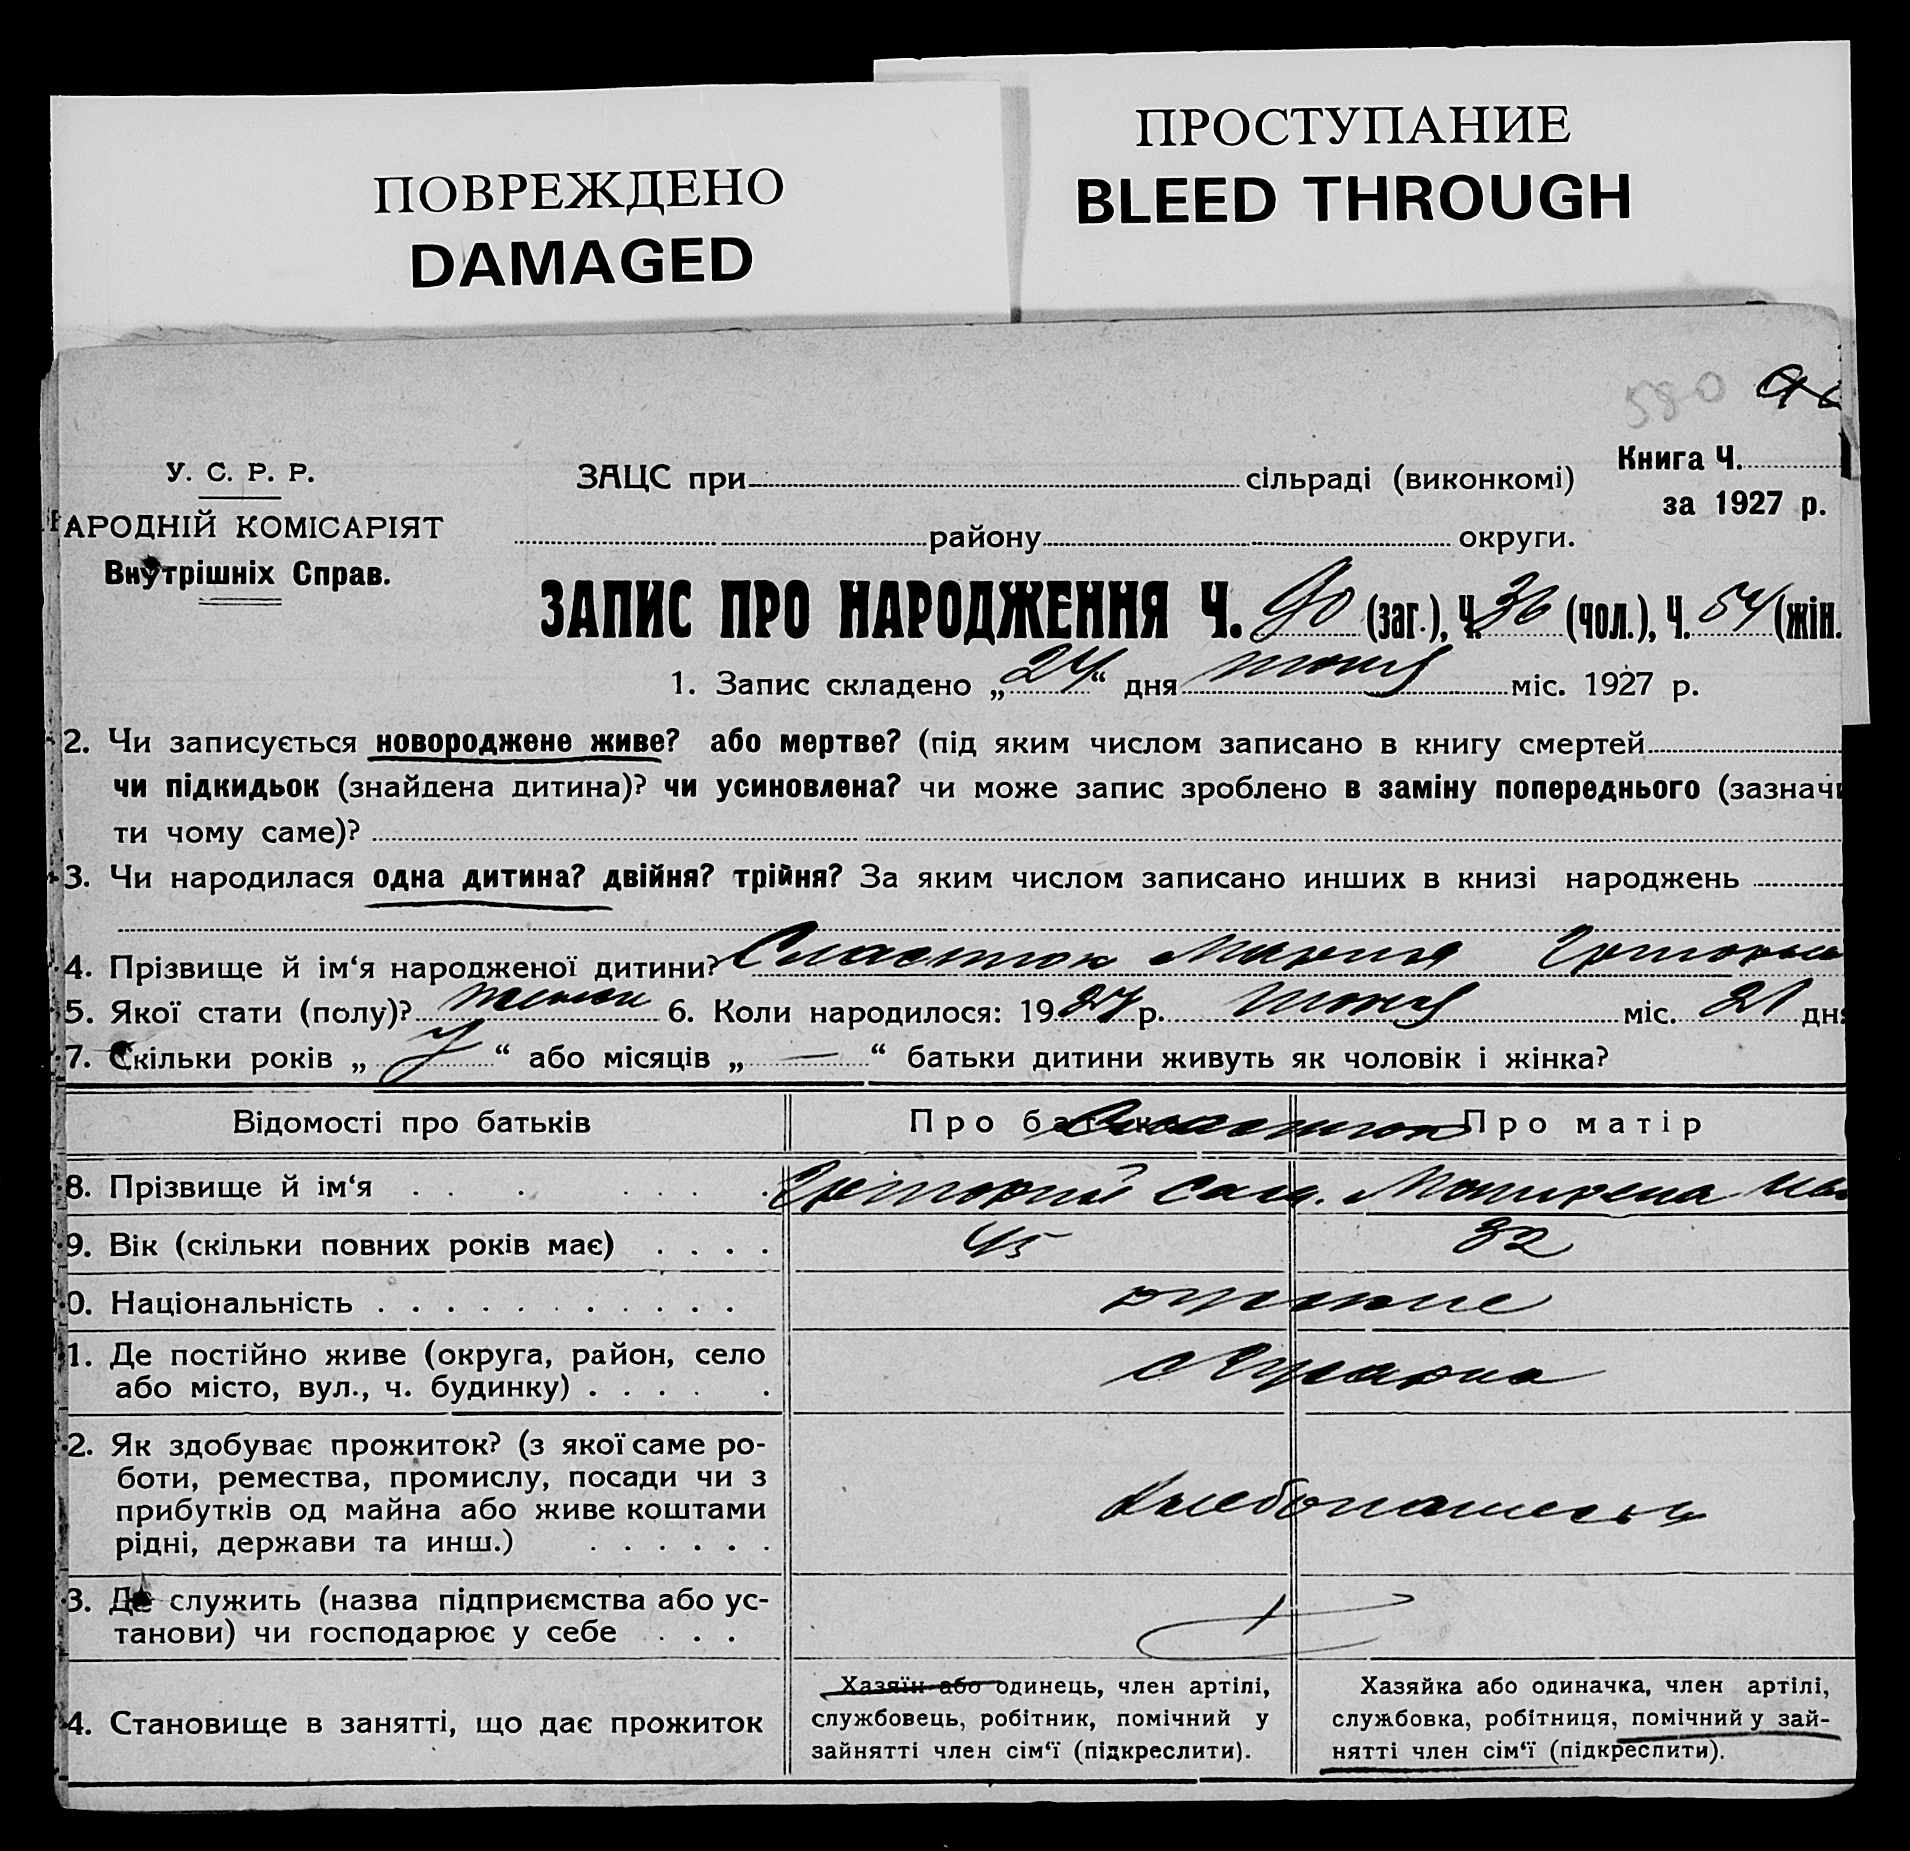 ПОВРЕЖДЕНО
DAMAGED
ПРОСТУПАНИЕ
BLEED THROUGH
580
У. С. Р. Р.
АРОДНІЙ КОМІСАРІЯТ
Внутрішніх Справ.
ЗАЦС при сільраді (виконкомі)
району округи.
Книга Ч.
за 1927 р.
ЗАПИС ПРО НАРОДЖЕННЯ Ч. 90 (заг.), Ч. 36 (чол.), Ч. 54 (жін.
1. Запис складено „24“ дня міс. 1927 р.
2. Чи записується новороджене живе? або мертве? (під яким числом записано в книгу смертей
чи підкидьок (знайдена дитина)? чи усиновлена? чи може запис зроблено в заміну попереднього (зазначи
ти чому саме)?
3. Чи народилася одна дитина? двійня? трійня? За яким числом записано инших в книзі народжень
4. Прізвище й ім‘я народженої дитини? Сластюк Мария
5. Якої стати (полу)? 6. Коли народилося: 1927 р. міс. 21 дн
7. Скільки років „7“ або місяців „—“ батьки дитини живуть як чоловік і жінка?
Відомості про батьків Про батька Про матір
Сластюк
8. Прізвище й ім‘я Григорий
9. Вік (скільки повних років має) 45 32
0. Національність
1. Де постійно живе (округа, район, село
або місто, вул., ч. будинку)
2. Як здобуває прожиток? (з якої саме ро-
боти, ремества, промислу, посади чи з
прибутків од майна або живе коштами
рідні, держави та инш.)
Хлебопашець
3. Де служить (назва підприємства або ус-
танови) чи господарює у себе
4. Становище в занятті, що дає прожиток
Хазяїн або одинець, член артілі,
службовець, робітник, помічний у
зайнятті член сім‘ї (підкреслити).
Хазяйка або одиначка, член артілі,
службовка, робітниця, помічний у зай-
нятті член сім‘ї (підкреслити).